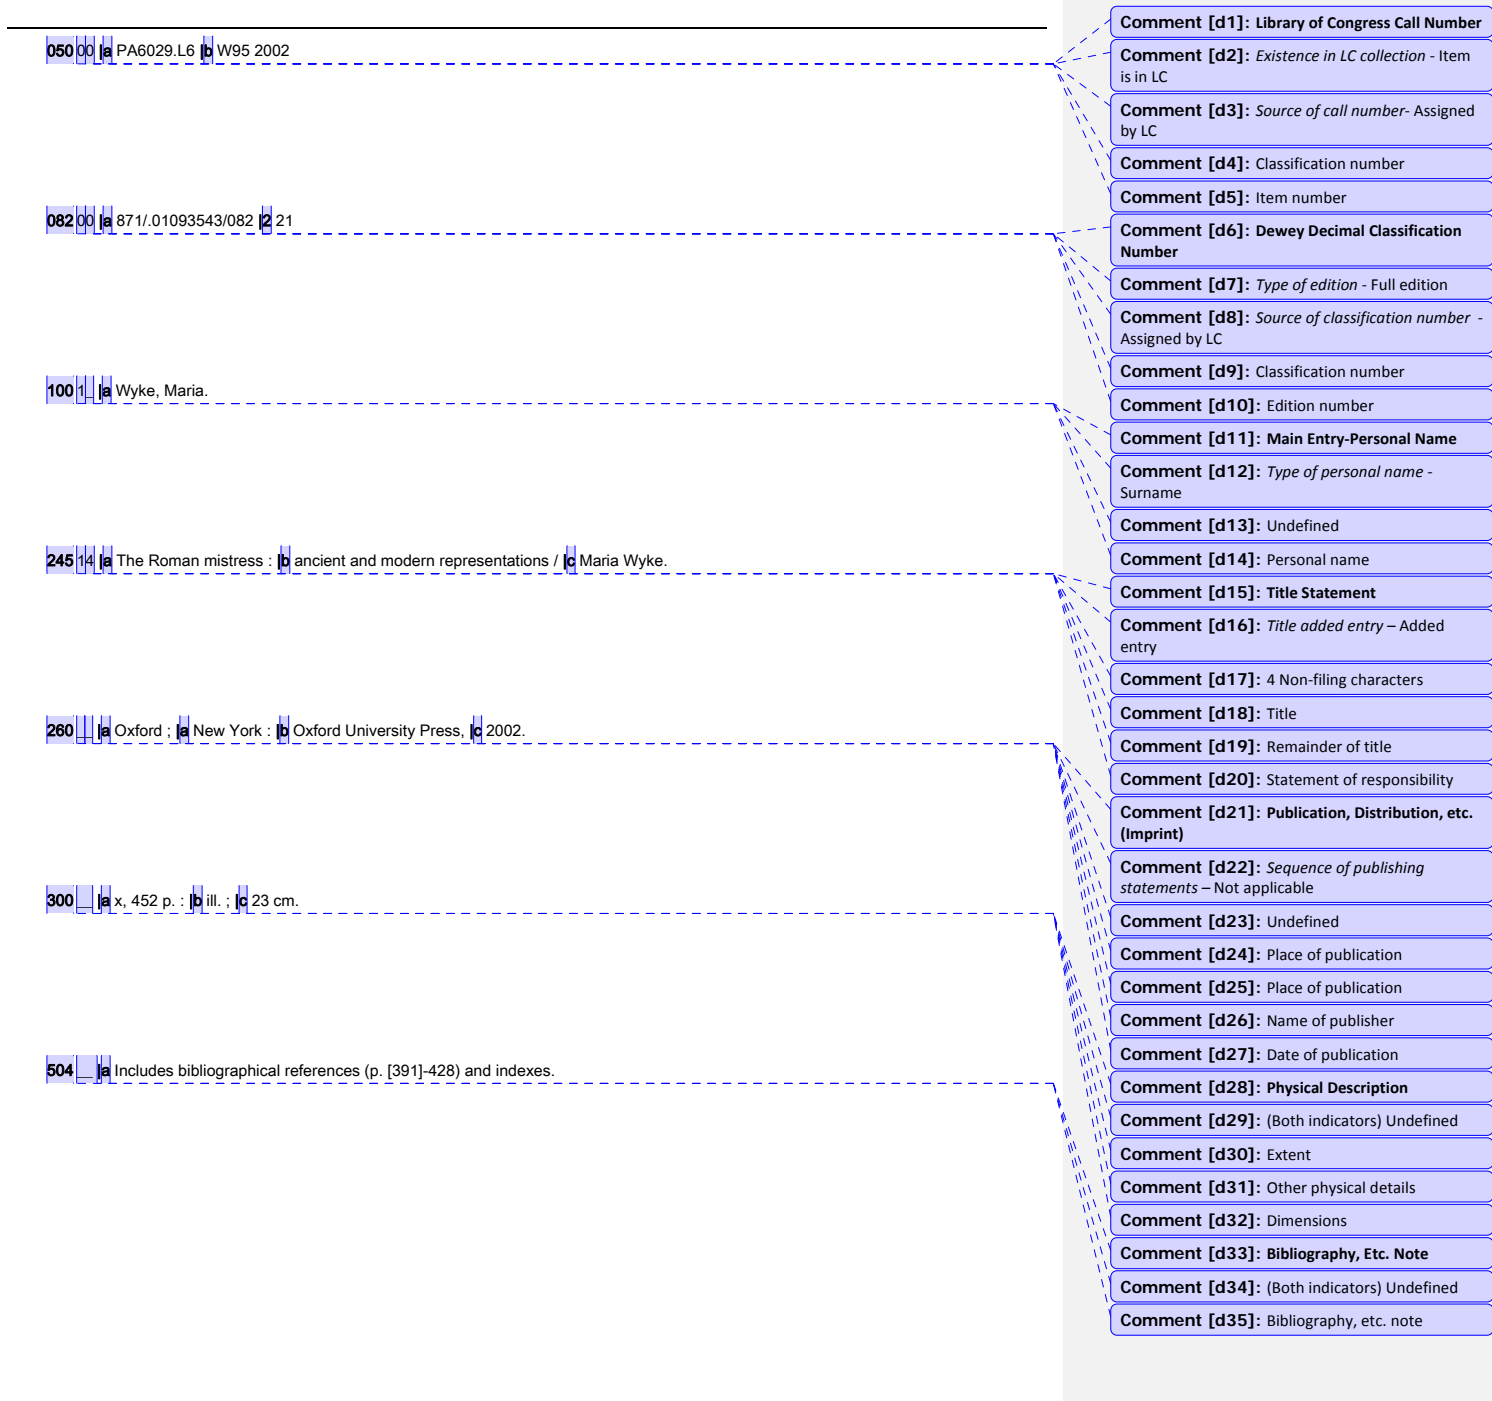 050 00 |a PA6029.L6 |b W95 2002
082 00 |a 871/.01093543/082 |2 21
100 1_ |a Wyke, Maria.
245 14 |a The Roman mistress : |b ancient and modern representations / |c Maria Wyke.
260 __ |a Oxford ; |a New York : |b Oxford University Press, |c 2002.
300 __ |a x, 452 p. : |b ill. ; |c 23 cm.
504 __ |a Includes bibliographical references (p. [391]-428) and indexes.
Comment [d1]: Library of Congress Call Number
Comment [d2]: Existence in LC collection - Item
is in LC
Comment [d3]: Source of call number- Assigned
by LC
Comment [d4]: Classification number
Comment [d5]: Item number
Comment [d6]: Dewey Decimal Classification
Number
Comment [d7]: Type of edition - Full edition
Comment [d8]: Source of classification number -
Assigned by LC
Comment [d9]: Classification number
Comment [d10]: Edition number
Comment [d11]: Main Entry-Personal Name
Comment [d12]: Type of personal name -
Surname
Comment [d13]: Undefined
Comment [d14]: Personal name
Comment [d15]: Title Statement
Comment [d16]: Title added entry – Added
entry
Comment [d17]: 4 Non-filing characters
Comment [d18]: Title
Comment [d19]: Remainder of title
Comment [d20]: Statement of responsibility
Comment [d21]: Publication, Distribution, etc.
(Imprint)
Comment [d22]: Sequence of publishing
statements – Not applicable
Comment [d23]: Undefined
Comment [d24]: Place of publication
Comment [d25]: Place of publication
Comment [d26]: Name of publisher
Comment [d27]: Date of publication
Comment [d28]: Physical Description
Comment [d29]: (Both indicators) Undefined
Comment [d30]: Extent
Comment [d31]: Other physical details
Comment [d32]: Dimensions
Comment [d33]: Bibliography, Etc. Note
Comment [d34]: (Both indicators) Undefined
Comment [d35]: Bibliography, etc. note